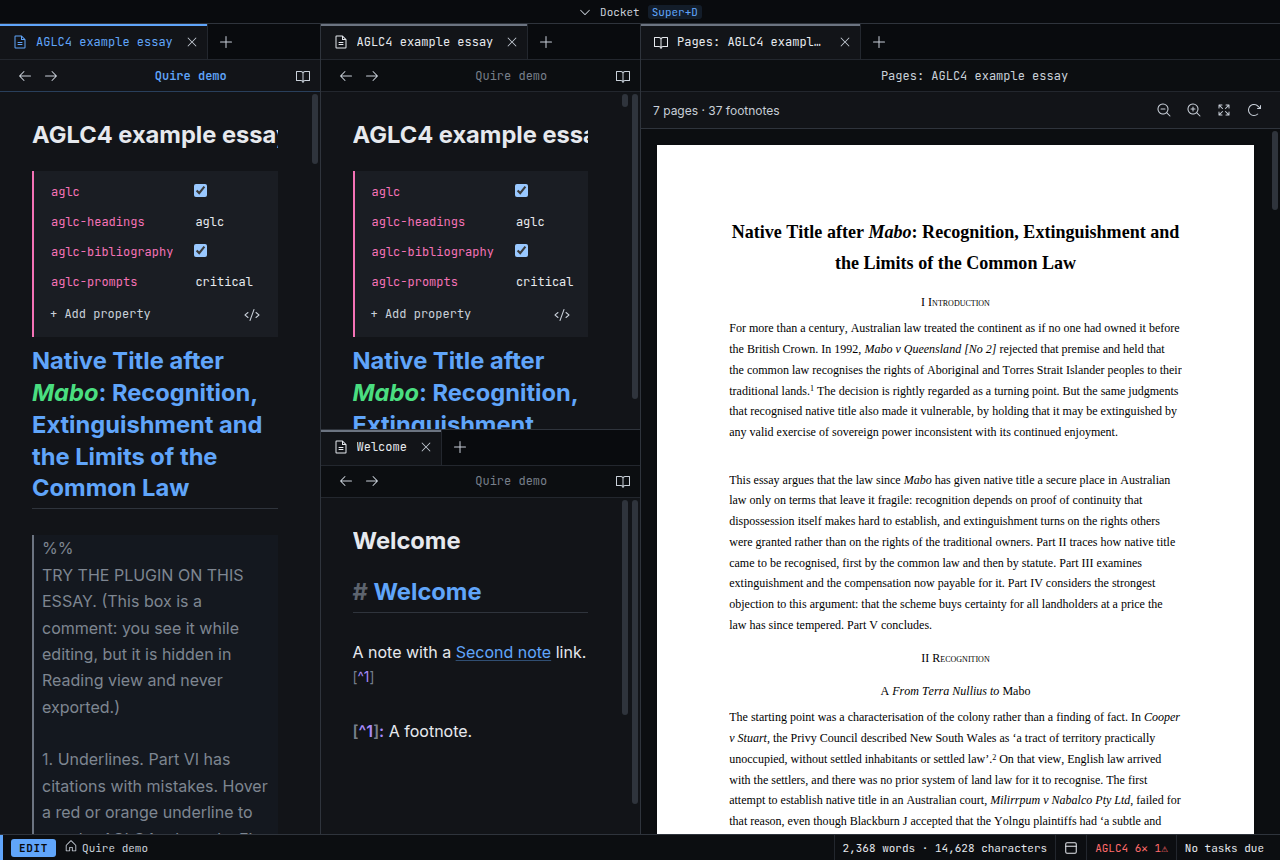 Docket Super+D
AGLC4 example essay
Quire demo
AGLC4 example essay
aglc
aglc-headings aglc
aglc-bibliography
aglc-prompts critical
+ Add property </>
Native Title after
Mabo: Recognition,
Extinguishment and
the Limits of the
Common Law
%%
TRY THE PLUGIN ON THIS
ESSAY. (This box is a
comment: you see it while
editing, but it is hidden in
Reading view and never
exported.)
1. Underlines. Part VI has
citations with mistakes. Hover
a red or orange underline to
AGLC4 example essay
Quire demo
AGLC4 example
aglc
aglc-headings aglc
aglc-bibliography
aglc-prompts critical
+ Add property </>
Native Title after
Mabo: Recognition,
Extinguishment
Welcome
Quire demo
Welcome
# Welcome
A note with a Second note link.
[^1]
[^1]: A footnote.
Pages: AGLC4 exampl…
Pages: AGLC4 example essay
7 pages · 37 footnotes
Native Title after Mabo: Recognition, Extinguishment and
the Limits of the Common Law
I Introduction
For more than a century, Australian law treated the continent as if no one had owned it before
the British Crown. In 1992, Mabo v Queensland [No 2] rejected that premise and held that
the common law recognises the rights of Aboriginal and Torres Strait Islander peoples to their
traditional lands.1 The decision is rightly regarded as a turning point. But the same judgments
that recognised native title also made it vulnerable, by holding that it may be extinguished by
any valid exercise of sovereign power inconsistent with its continued enjoyment.
This essay argues that the law since Mabo has given native title a secure place in Australian
law only on terms that leave it fragile: recognition depends on proof of continuity that
dispossession itself makes hard to establish, and extinguishment turns on the rights others
were granted rather than on the rights of the traditional owners. Part II traces how native title
came to be recognised, first by the common law and then by statute. Part III examines
extinguishment and the compensation now payable for it. Part IV considers the strongest
objection to this argument: that the scheme buys certainty for all landholders at a price the
law has since tempered. Part V concludes.
II Recognition
A From Terra Nullius to Mabo
The starting point was a characterisation of the colony rather than a finding of fact. In Cooper
v Stuart, the Privy Council described New South Wales as ‘a tract of territory practically
unoccupied, without settled inhabitants or settled law’.2 On that view, English law arrived
with the settlers, and there was no prior system of land law for it to recognise. The first
attempt to establish native title in an Australian court, Milirrpum v Nabalco Pty Ltd, failed for
that reason, even though Blackburn J accepted that the Yolngu plaintiffs had ‘a subtle and
EDIT Quire demo
2,368 words · 14,628 characters
AGLC4 6× 1⚠
No tasks due